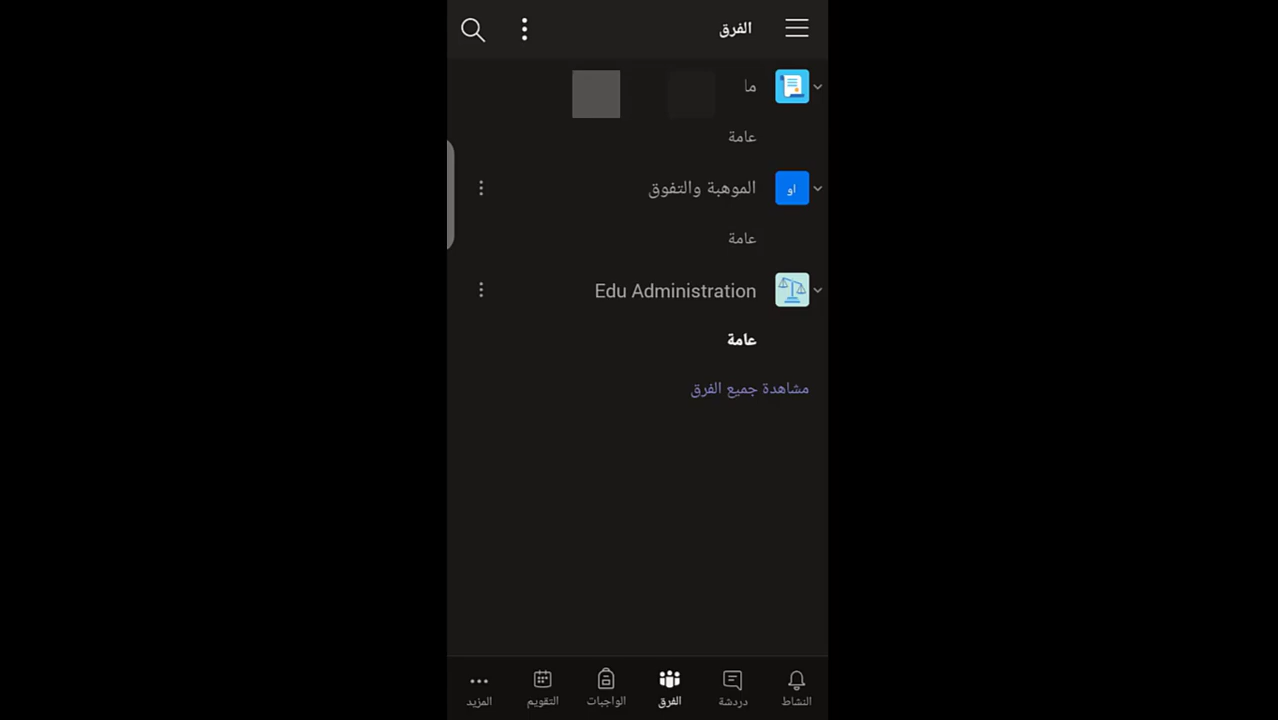 الفرق
ما
عامة
او
الموهبة والتفوق
عامة
Edu Administration
عامة
مشاهدة جميع الفرق
النشاط
دردشة
الفرق
الواجبات
التقويم
المزيد